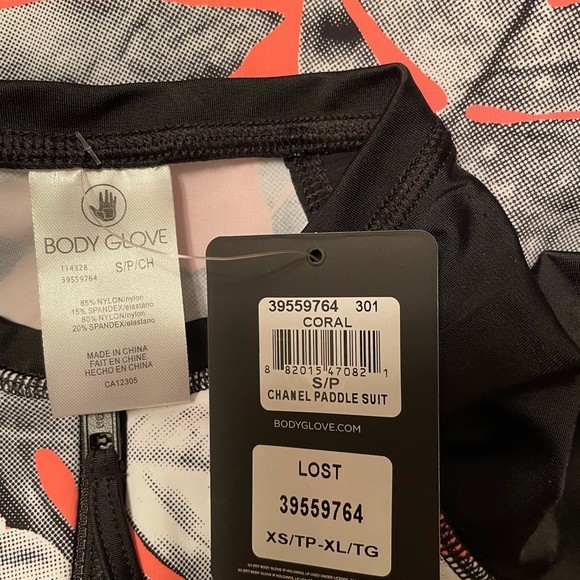 BODY GLOVE
114328
S/P/CH
39559764
85% NYLON/nylon
15% SPANDEX/elastano
80% NYLON/nylon
20% SPANDEX/elastano
MADE IN CHINA
FAIT EN CHINE
HECHO EN CHINA
CA12305
39559764 301
CORAL
8 82015 47082 1
S/P
CHANEL PADDLE SUIT
BODYGLOVE.COM
LOST
39559764
XS/TP-XL/TG